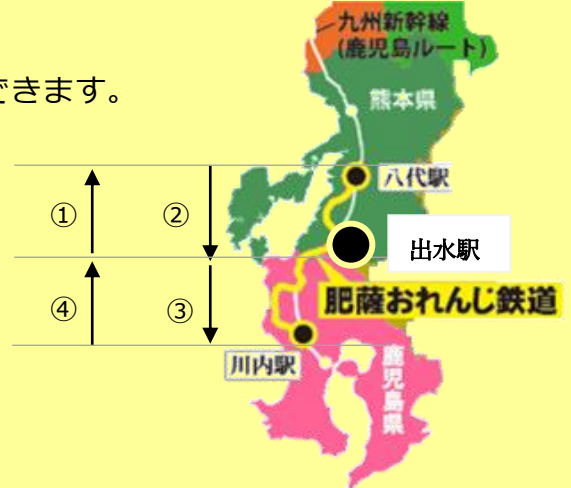 九州新幹線
(鹿児島ルート)
できます。
熊本県
八代駅
① ②
出水駅
肥薩おれんじ鉄道
④ ③
川内駅
鹿児島県